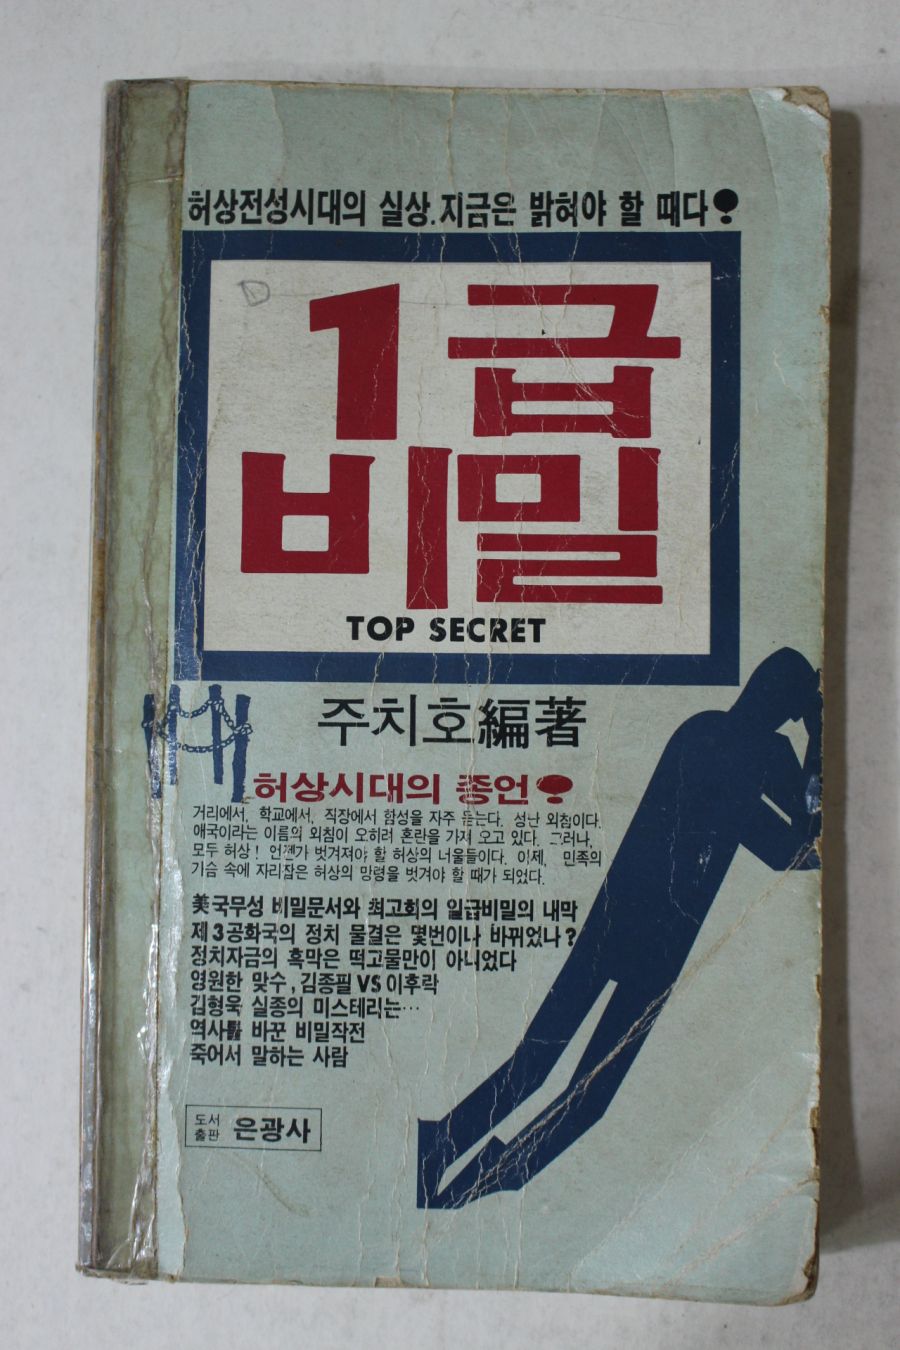 허상전성시대의 실상. 지금은 밝혀야 할 때다!
D
1급
비밀
TOP SECRET
주치호編著
허상시대의 종언!
거리에서, 학교에서, 직장에서 함성을 자주 듣는다. 성난 외침이다.
애국이라는 이름의 외침이 오히려 혼란을 가져 오고 있다. 그러나,
모두 허상! 언젠가 벗겨져야 할 허상의 너울들이다. 이제, 민족의
가슴 속에 자리잡은 허상의 망령을 벗겨야 할 때가 되었다.
美국무성 비밀문서와 최고회의 일급비밀의 내막
제3공화국의 정치 물결은 몇번이나 바뀌었나?
정치자금의 흑막은 떡고물만이 아니었다
영원한 맞수, 김종필 VS 이후락
김형욱 실종의 미스테리는…
역사를 바꾼 비밀작전
죽어서 말하는 사람
도서
출판 은광사